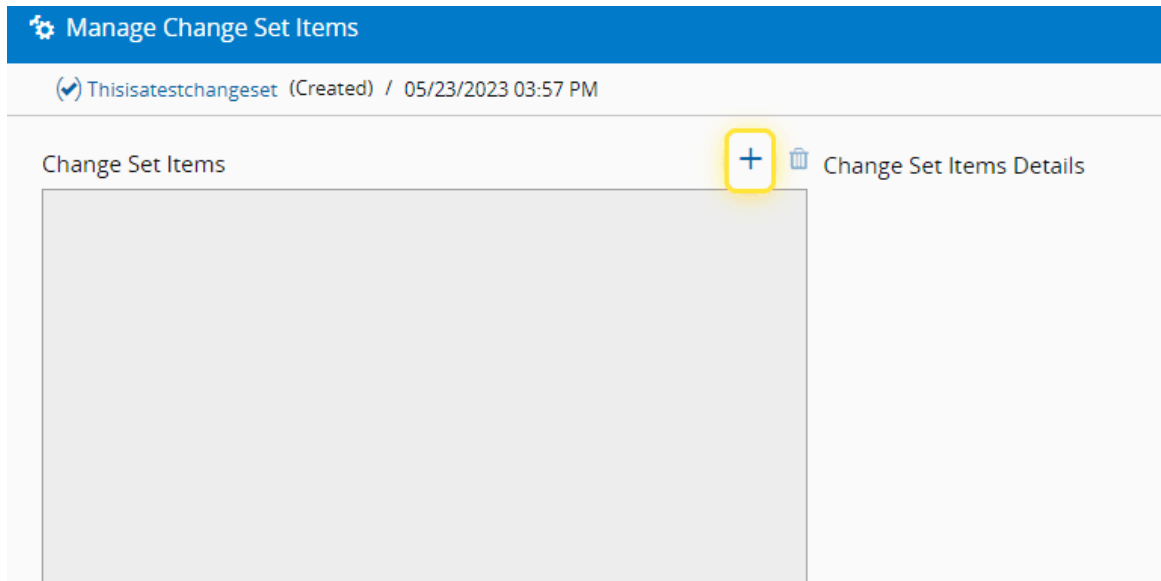 Manage Change Set Items
Thisisatestchangeset (Created) / 05/23/2023 03:57 PM
Change Set Items
Change Set Items Details